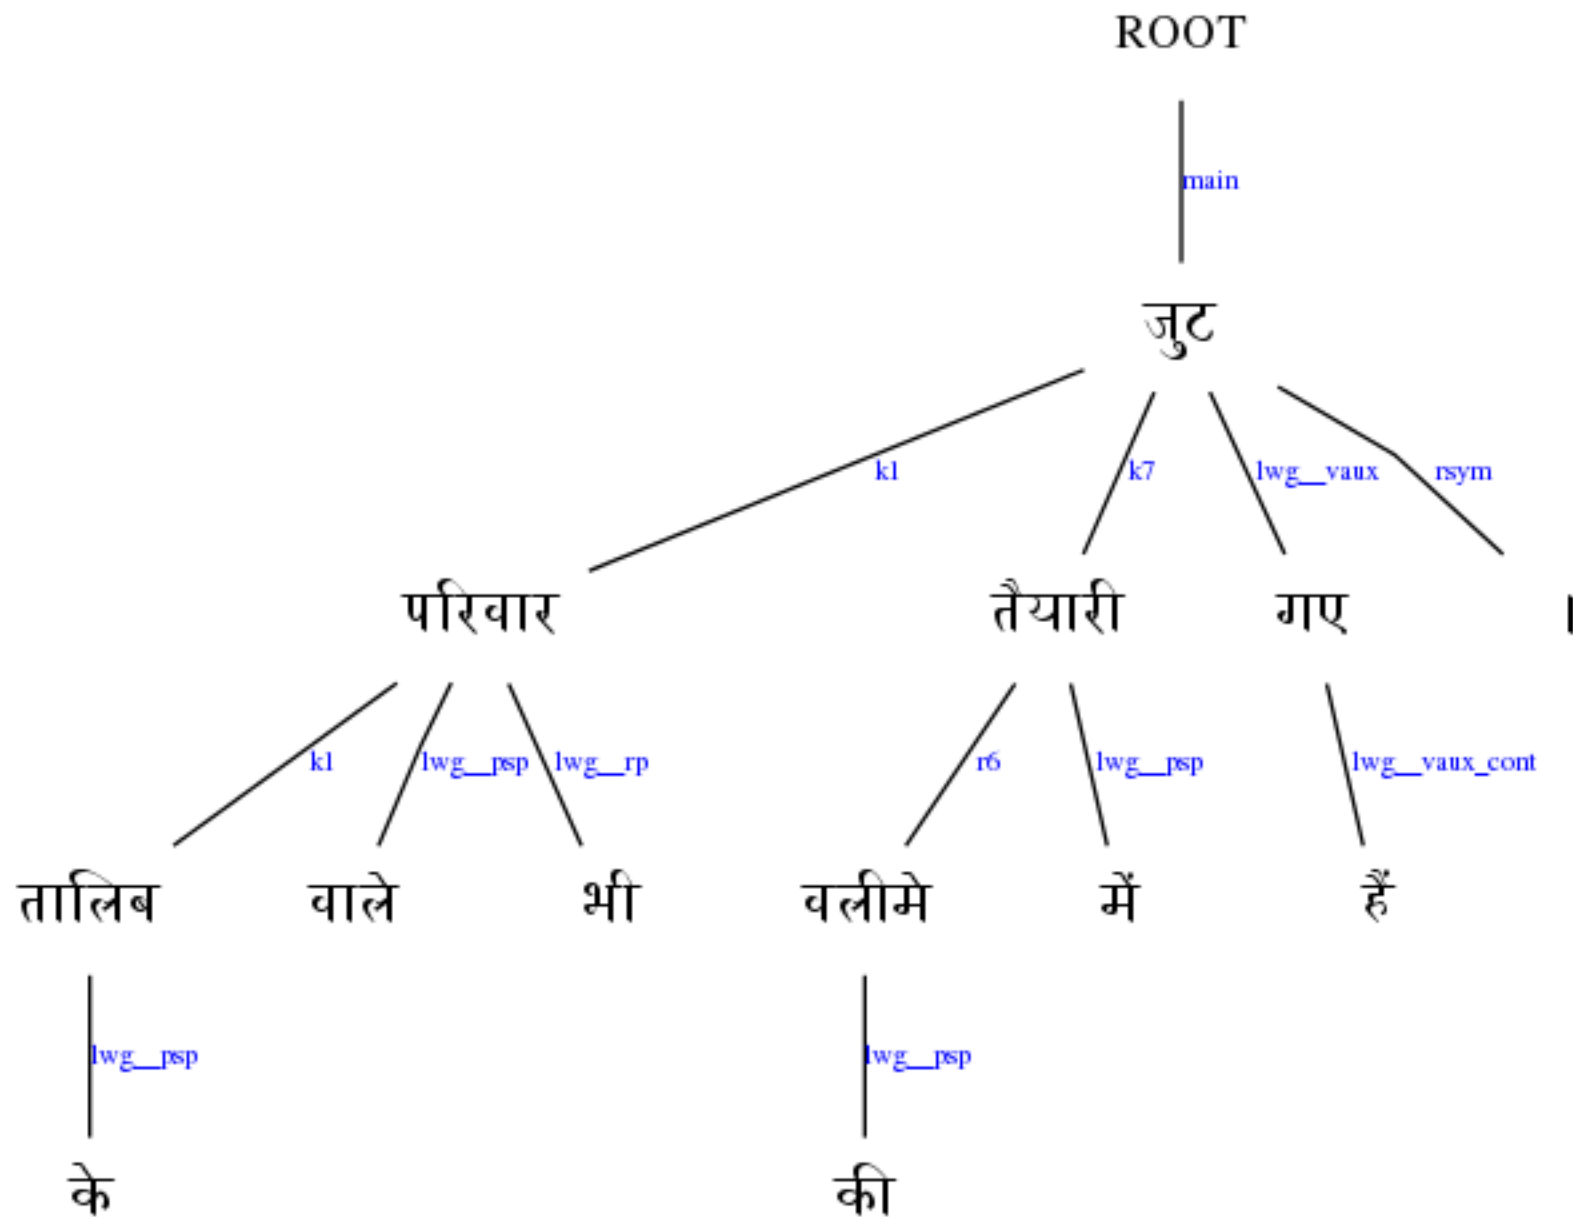 ROOT
main
जुट
k1 k7 lwg__vaux rsym
परिवार तैयारी गए ।
k1 lwg__psp lwg__rp r6 lwg__psp lwg__vaux_cont
तालिब वाले भी वलीमे में हैं
lwg__psp lwg__psp
के की